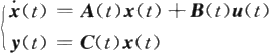 ẋ(t) = A(t)x(t) + B(t)u(t)
y(t) = C(t)x(t)